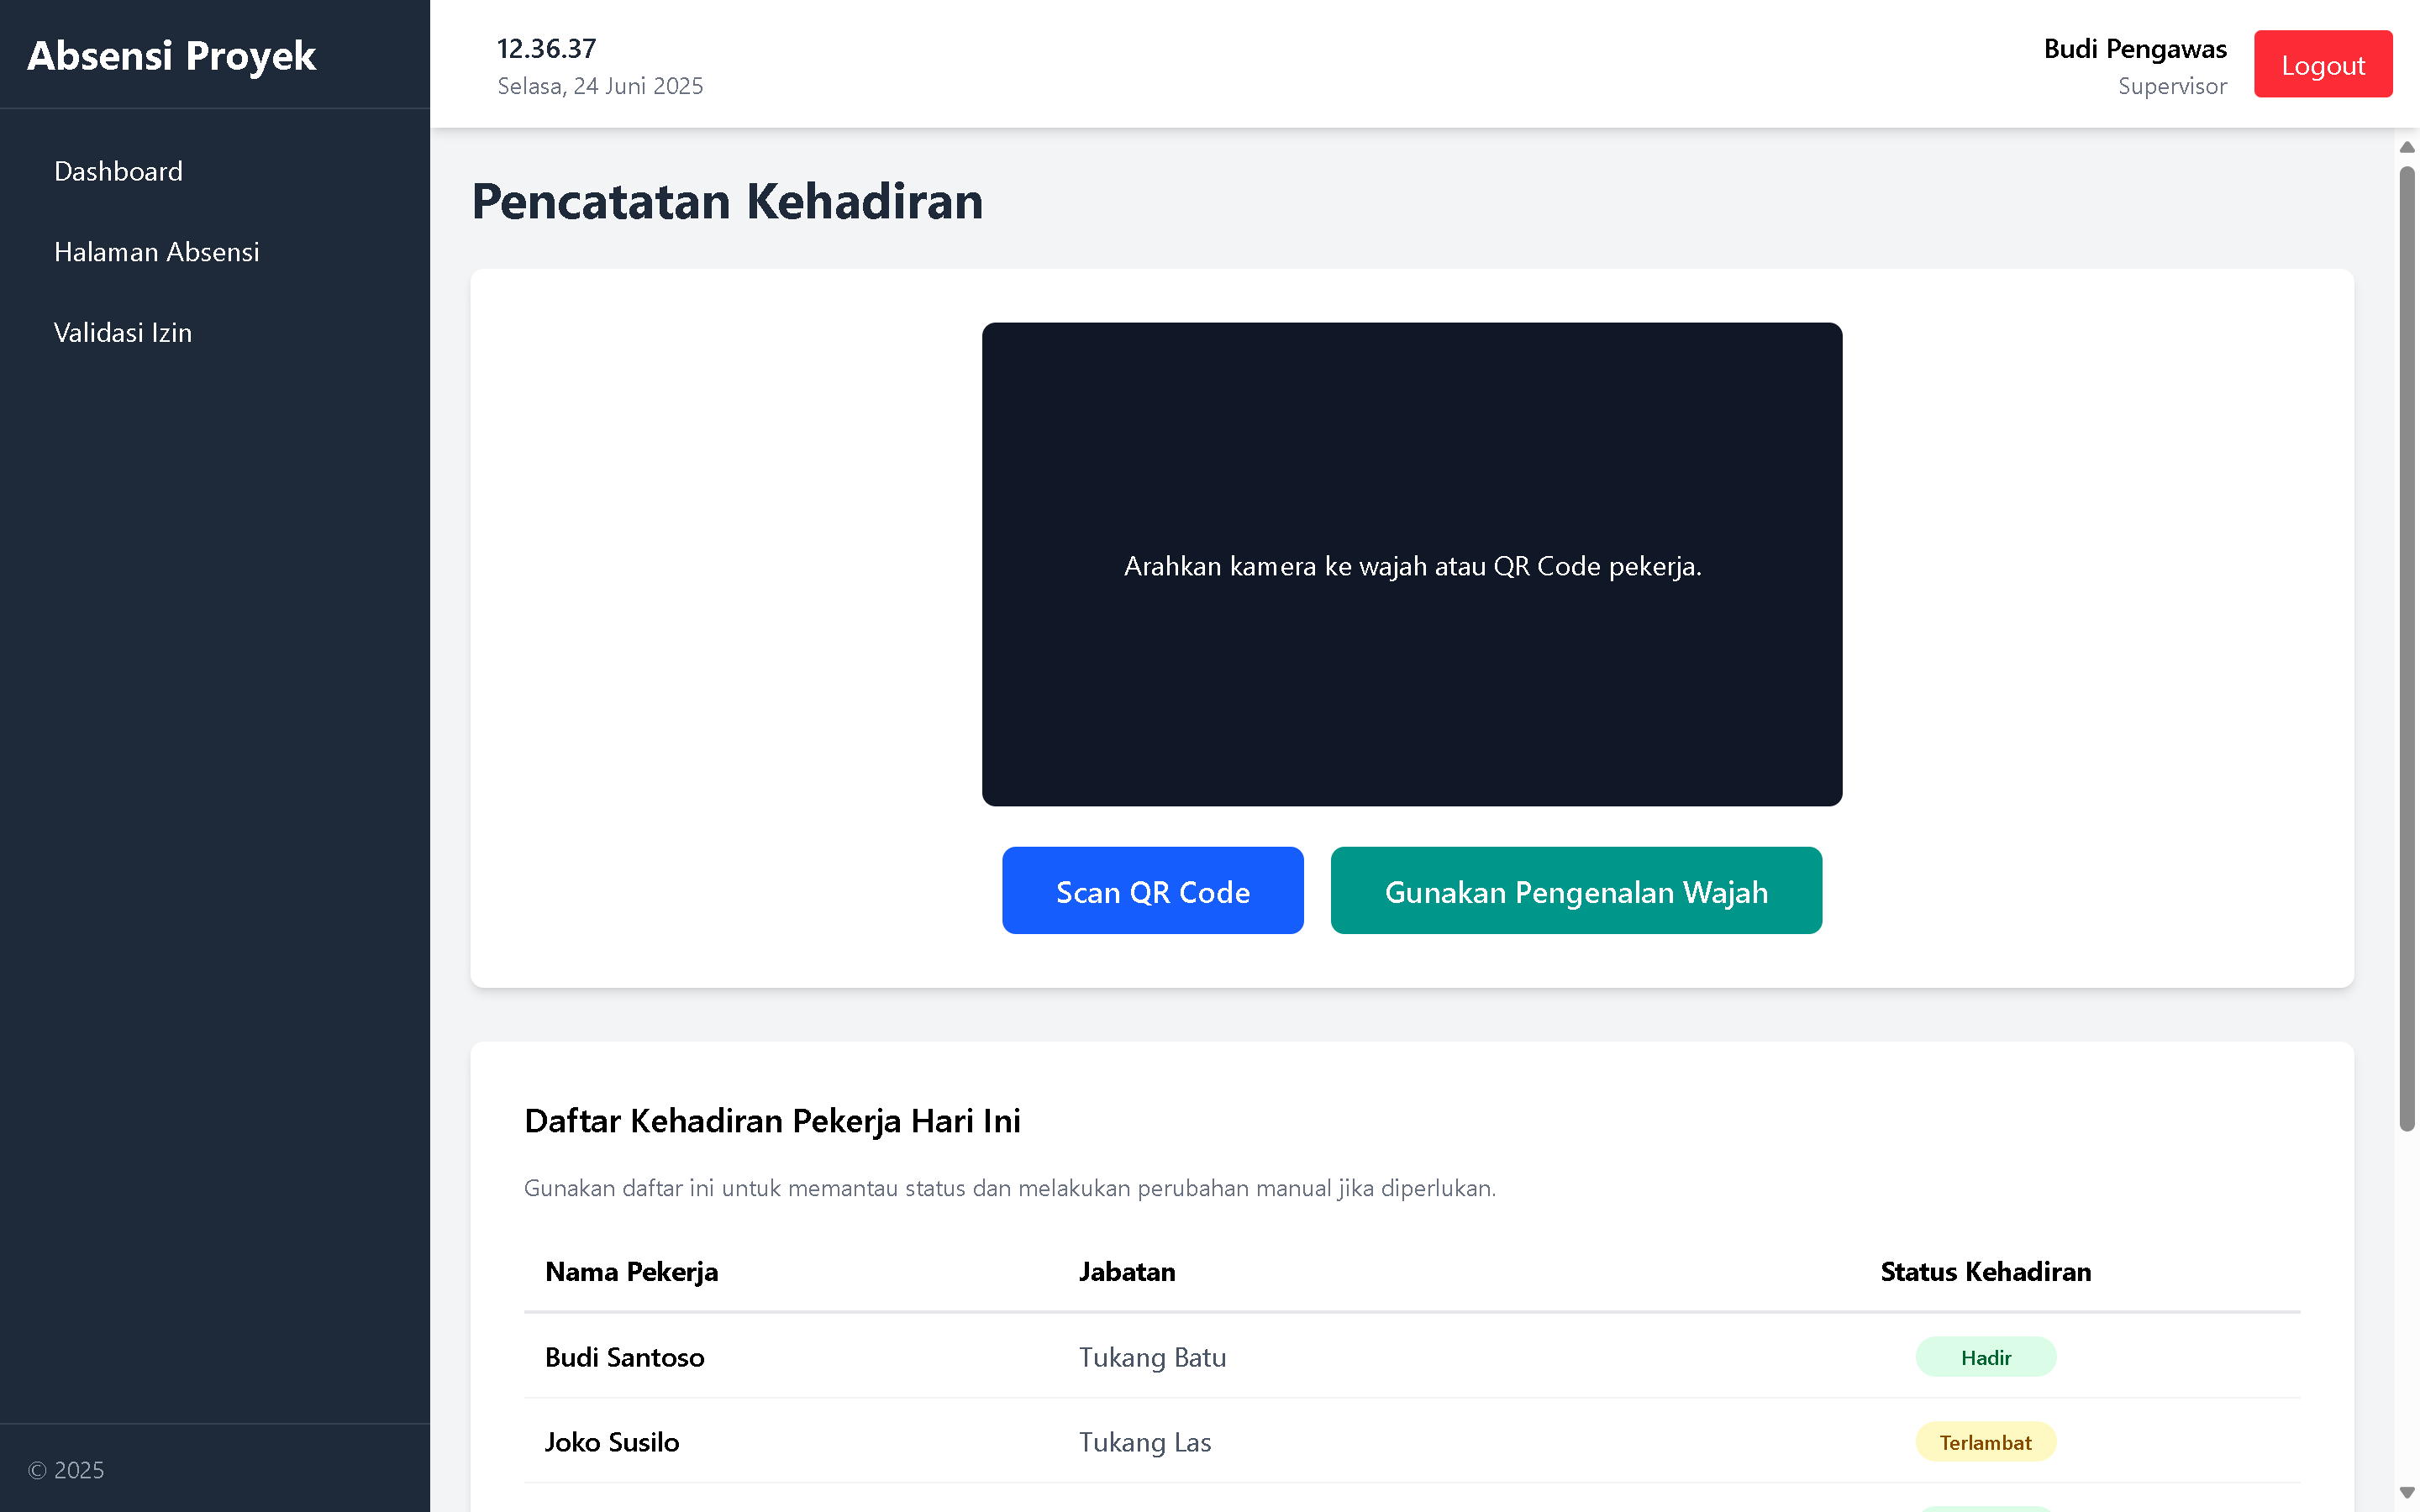 Absensi Proyek
Dashboard
Halaman Absensi
Validasi Izin
© 2025
12.36.37
Selasa, 24 Juni 2025
Budi Pengawas
Supervisor
Logout
Pencatatan Kehadiran
Arahkan kamera ke wajah atau QR Code pekerja.
Scan QR Code
Gunakan Pengenalan Wajah
Daftar Kehadiran Pekerja Hari Ini
Gunakan daftar ini untuk memantau status dan melakukan perubahan manual jika diperlukan.
Nama Pekerja Jabatan Status Kehadiran
Budi Santoso Tukang Batu Hadir
Joko Susilo Tukang Las Terlambat